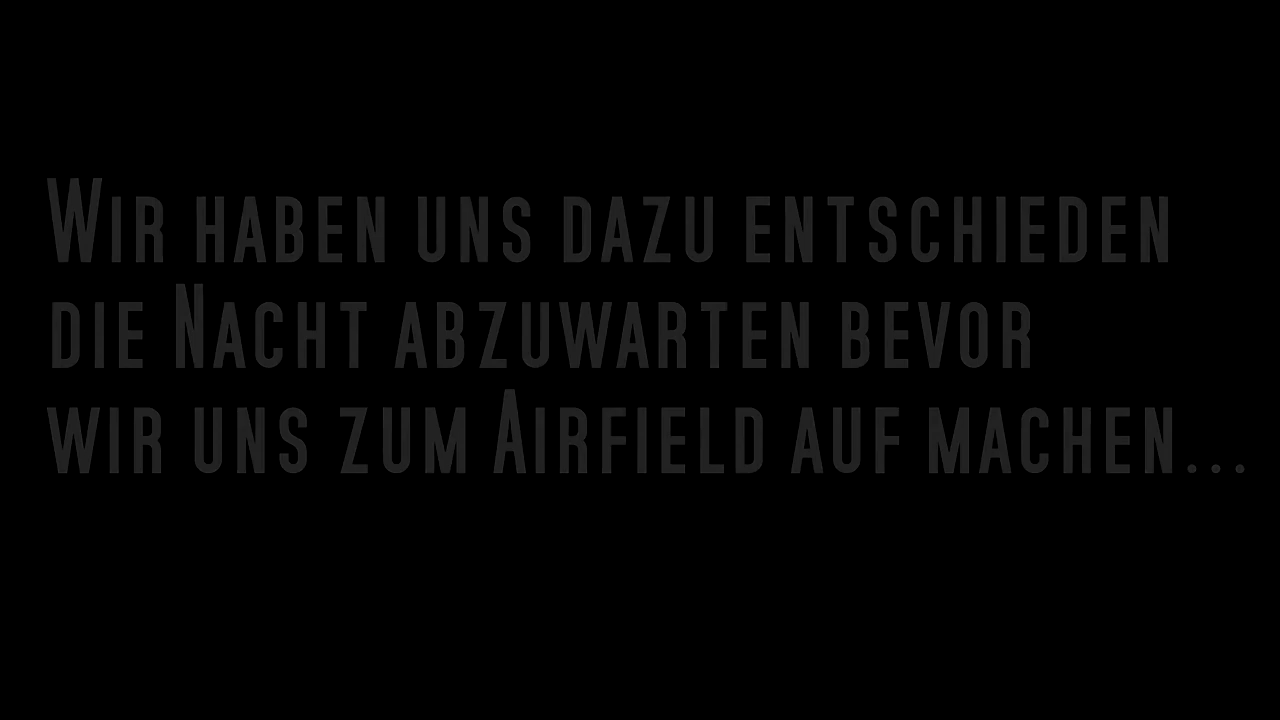 Wir haben uns dazu entschieden
die Nacht abzuwarten bevor
wir uns zum Airfield auf machen...